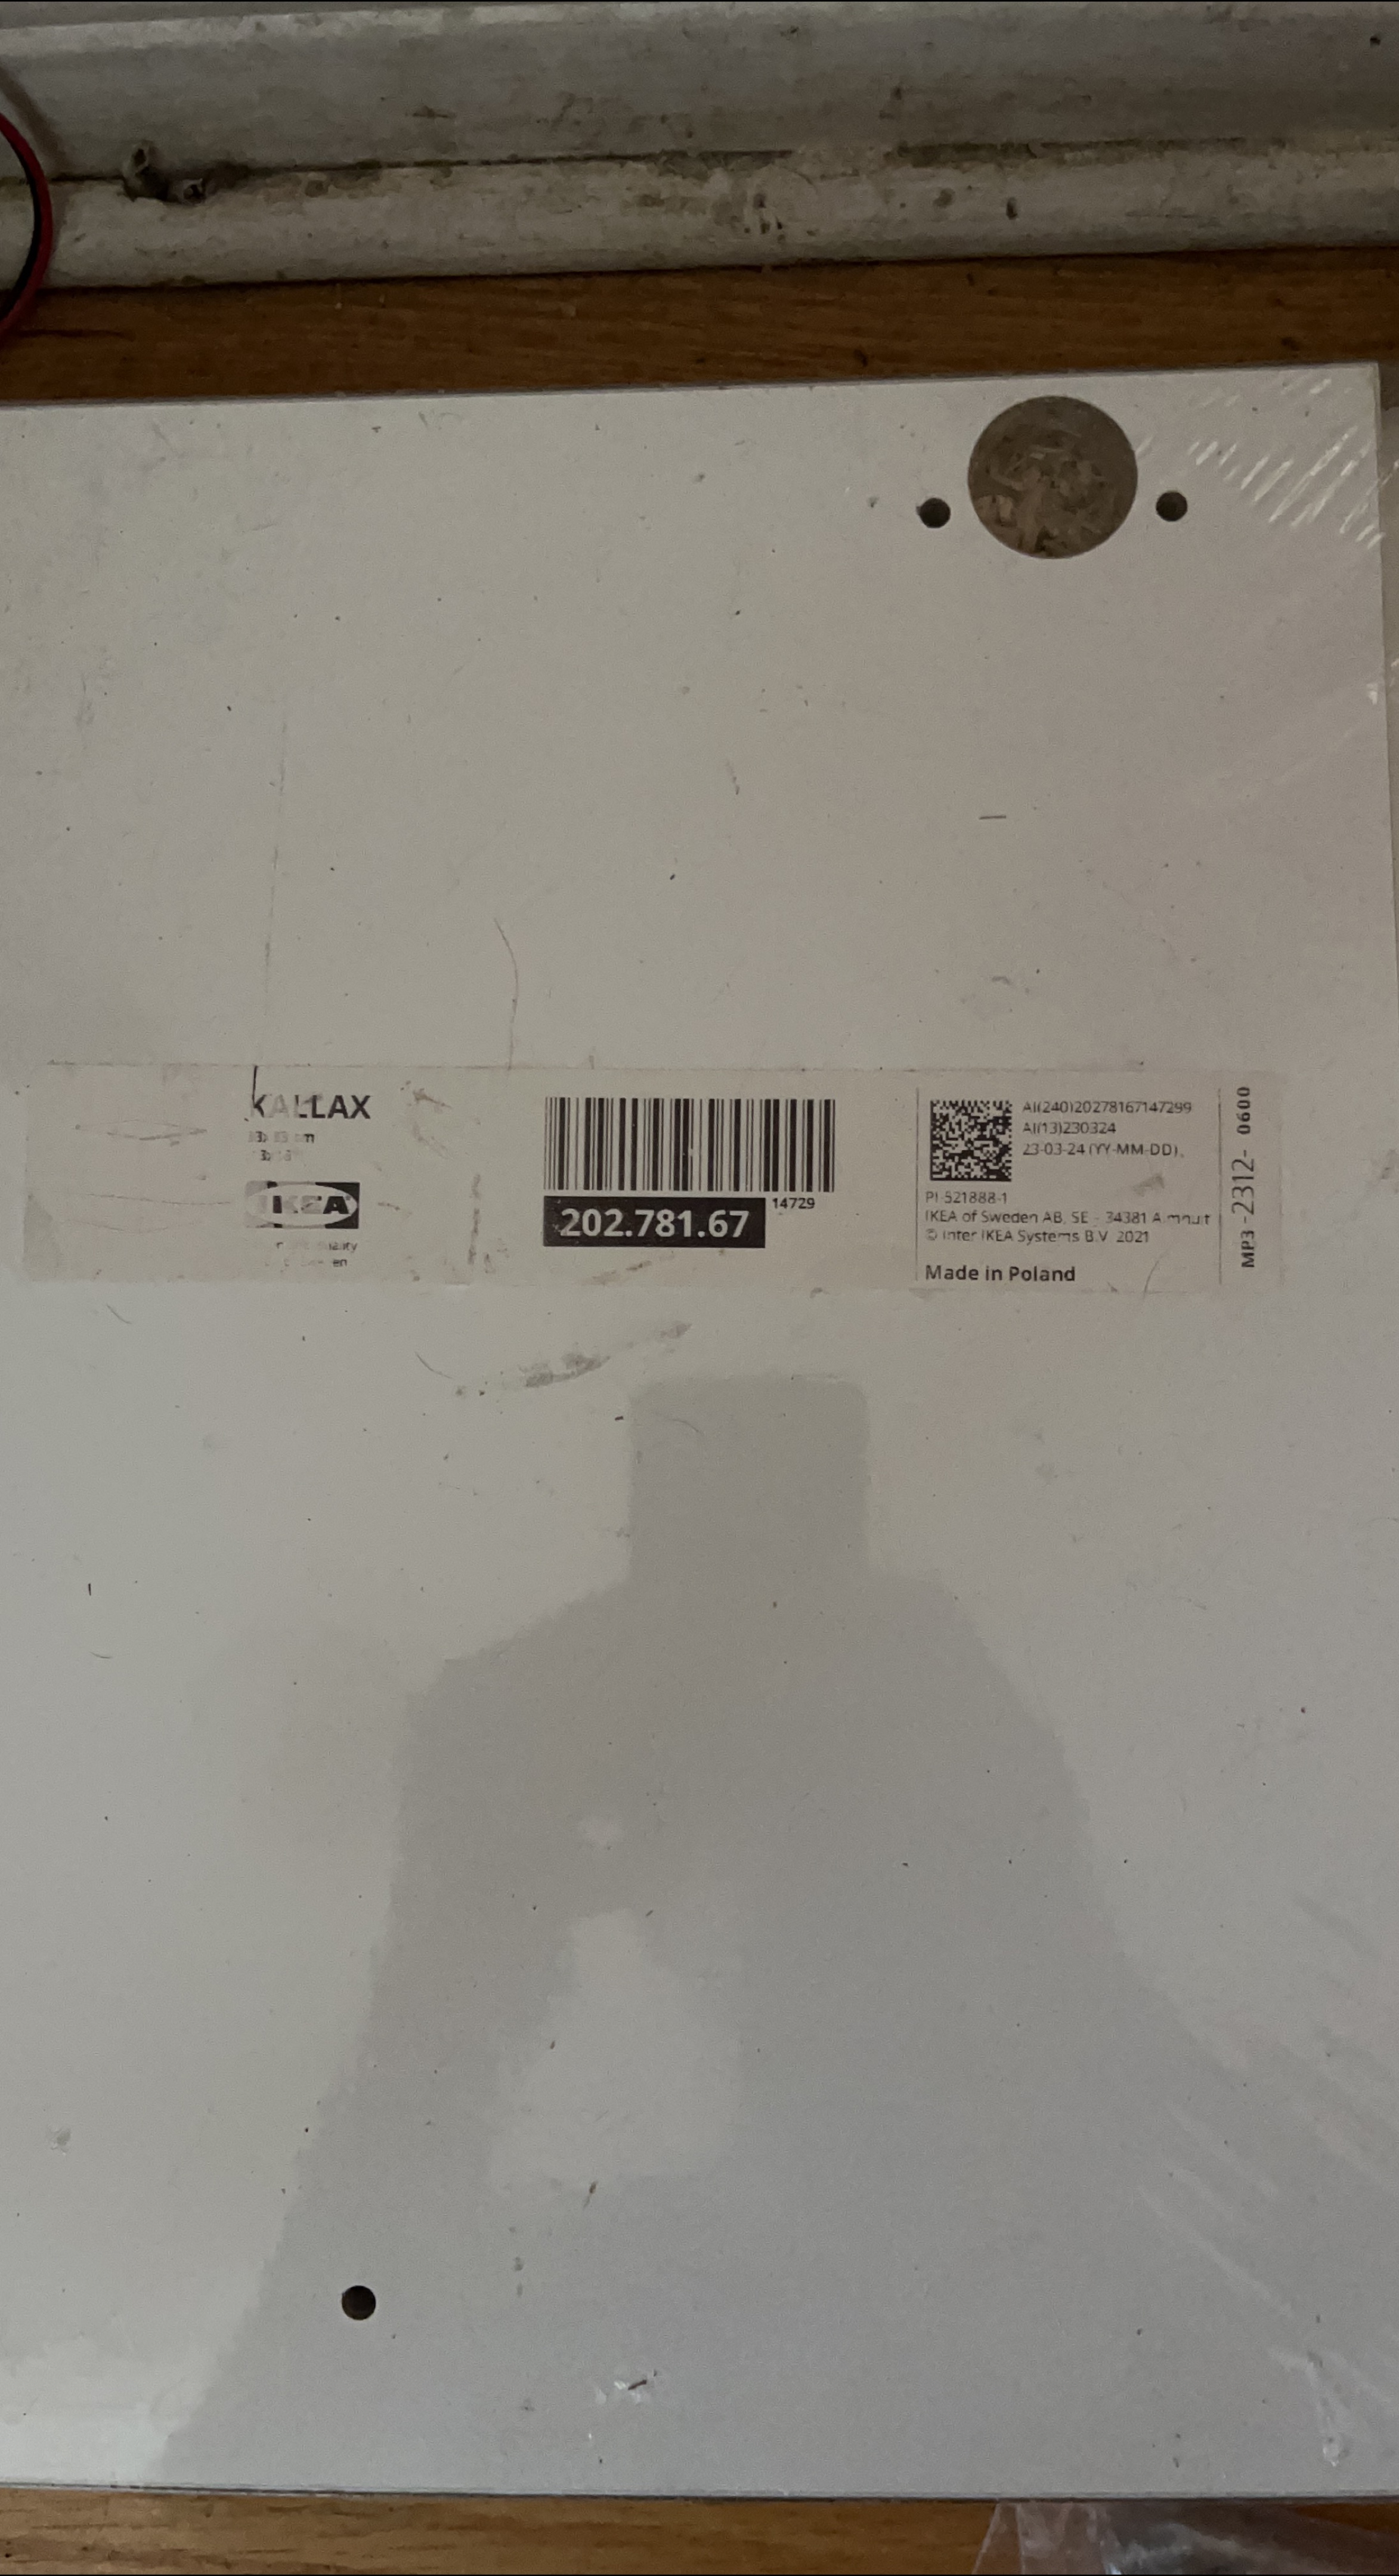 KALLAX
IKEA
202.781.67
14729
AI(240)20278167147299
AI(13)230324
23-03-24 (YY-MM-DD)
PI-521888-1
IKEA of Sweden AB, SE - 34381
© Inter IKEA Systems B.V. 2021
Made in Poland
MP3 -2312- 0600